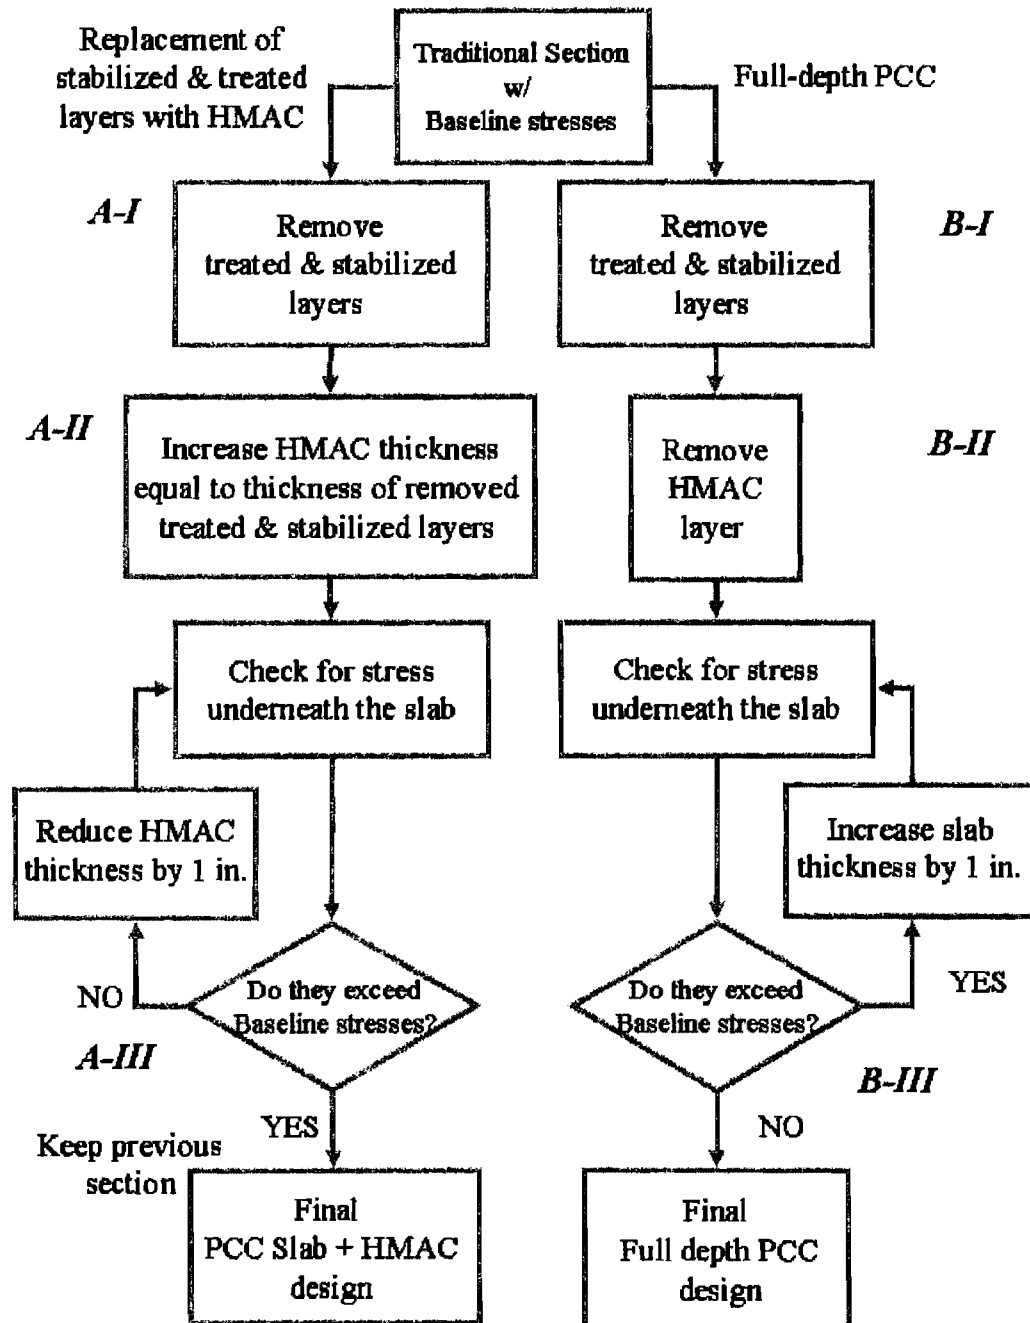 Replacement of
stabilized & treated
layers with HMAC
Traditional Section
w/
Baseline stresses
Full-depth PCC
A-I
Remove
treated & stabilized
layers
Remove
treated & stabilized
layers
B-I
A-II
Increase HMAC thickness
equal to thickness of removed
treated & stabilized layers
Remove
HMAC
layer
B-II
Check for stress
underneath the slab
Check for stress
underneath the slab
Reduce HMAC
thickness by 1 in.
Increase slab
thickness by 1 in.
NO
Do they exceed
Baseline stresses?
Do they exceed
Baseline stresses?
YES
A-III
B-III
YES
NO
Keep previous
section
Final
PCC Slab + HMAC
design
Final
Full depth PCC
design